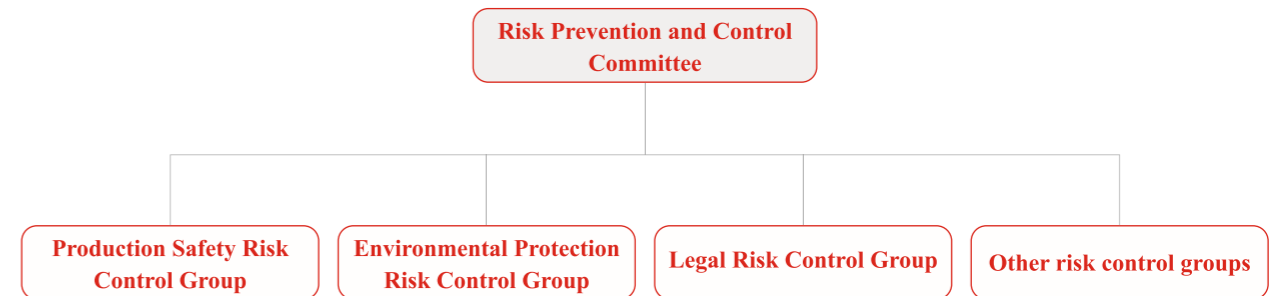 Risk Prevention and Control
Committee
Production Safety Risk
Control Group
Environmental Protection
Risk Control Group
Legal Risk Control Group
Other risk control groups